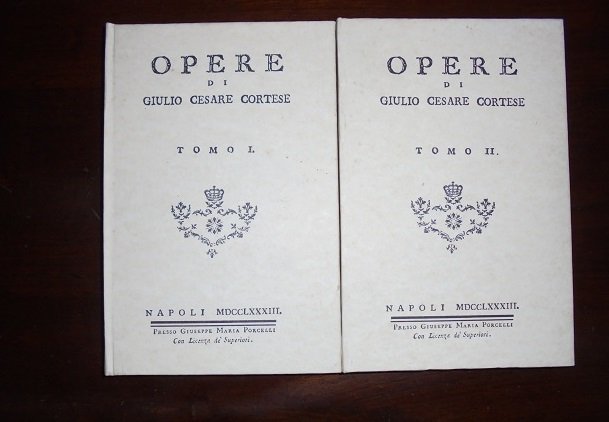 OPERE
DI
GIULIO CESARE CORTESE
TOMO I.
NAPOLI MDCCLXXXIII.
PRESSO GIUSEPPE MARIA PORCELLI
Con Licenza de' Superiori.
OPERE
DI
GIULIO CESARE CORTESE
TOMO II.
NAPOLI MDCCLXXXIII.
PRESSO GIUSEPPE MARIA PORCELLI
Con Licenza de' Superiori.